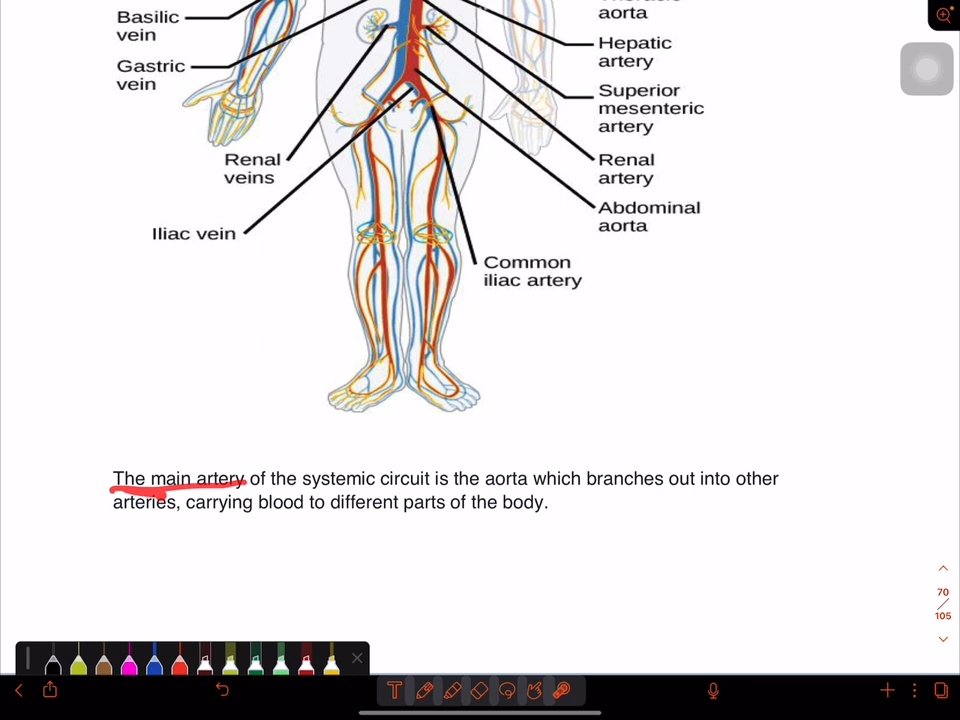 Thoracic
aorta
Basilic
vein
Hepatic
artery
Gastric
vein
Superior
mesenteric
artery
Renal
veins
Renal
artery
Abdominal
aorta
Iliac vein
Common
iliac artery
The main artery of the systemic circuit is the aorta which branches out into other
arteries, carrying blood to different parts of the body.
70
105
T